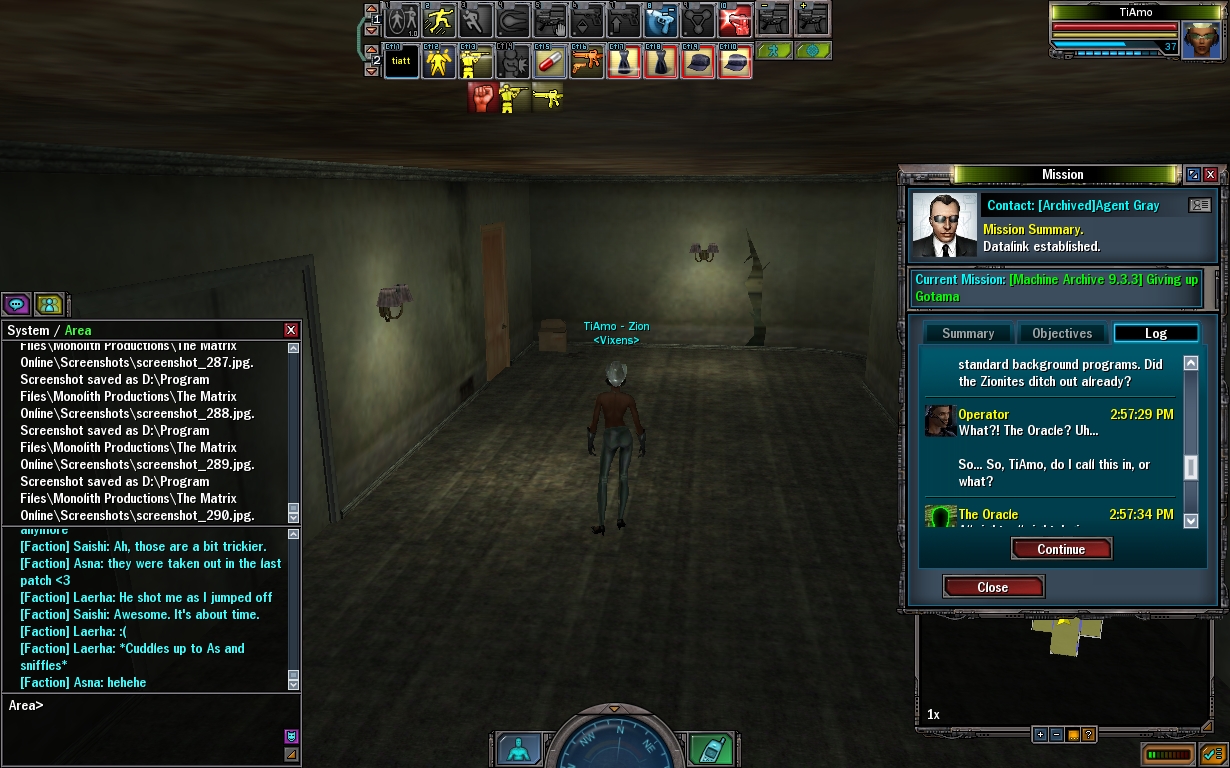 1
1.0
2
Ctl1
tiatt
TiAmo
37
Mission
Contact: [Archived]Agent Gray
Mission Summary.
Datalink established.
Current Mission: [Machine Archive 9.3.3] Giving up
Gotama
Summary
Objectives
Log
standard background programs. Did
the Zionites ditch out already?
Operator
2:57:29 PM
What?! The Oracle? Uh...
So... So, TiAmo, do I call this in, or
what?
The Oracle
2:57:34 PM
Continue
Close
1x
TiAmo - Zion
<Vixens>
System / Area
Files\Monolith Productions\The Matrix
Online\Screenshots\screenshot_287.jpg.
Screenshot saved as D:\Program
Files\Monolith Productions\The Matrix
Online\Screenshots\screenshot_288.jpg.
Screenshot saved as D:\Program
Files\Monolith Productions\The Matrix
Online\Screenshots\screenshot_289.jpg.
Screenshot saved as D:\Program
Files\Monolith Productions\The Matrix
Online\Screenshots\screenshot_290.jpg.
anymore
[Faction] Saishi: Ah, those are a bit trickier.
[Faction] Asna: they were taken out in the last
patch <3
[Faction] Laerha: He shot me as I jumped off
[Faction] Saishi: Awesome. It's about time.
[Faction] Laerha: :(
[Faction] Laerha: *Cuddles up to As and
sniffles*
[Faction] Asna: hehehe
Area>
NW
N
NE